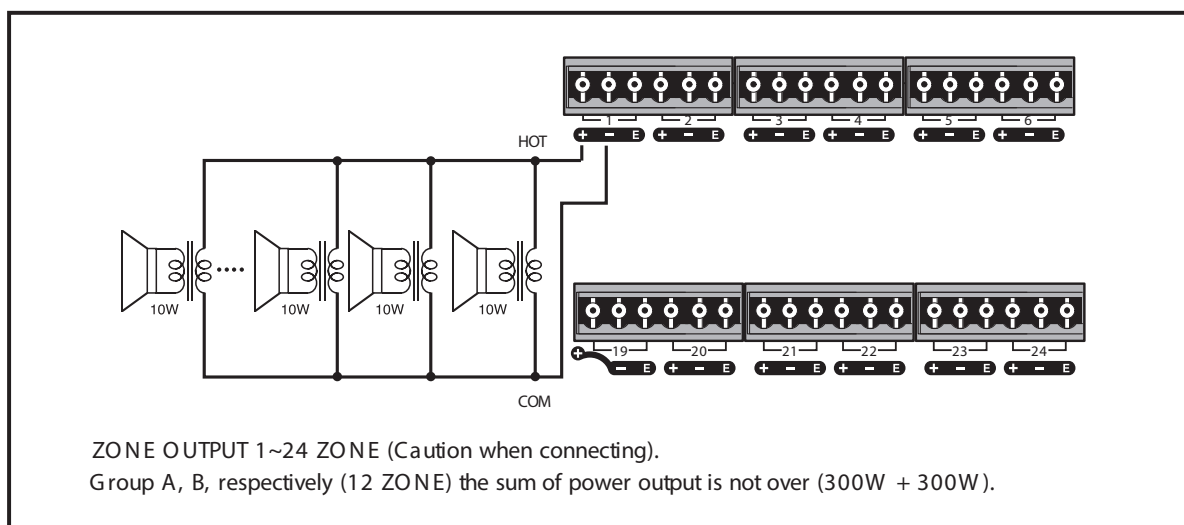 1 2 3 4 5 6
+ - E + - E + - E + - E + - E + - E
HOT
10W 10W 10W 10W
19 20 21 22 23 24
+ - E + - E + - E + - E + - E + - E
COM
ZONE OUTPUT 1~24 ZONE (Caution when connecting).
Group A, B, respectively (12 ZONE) the sum of power output is not over (300W + 300W).